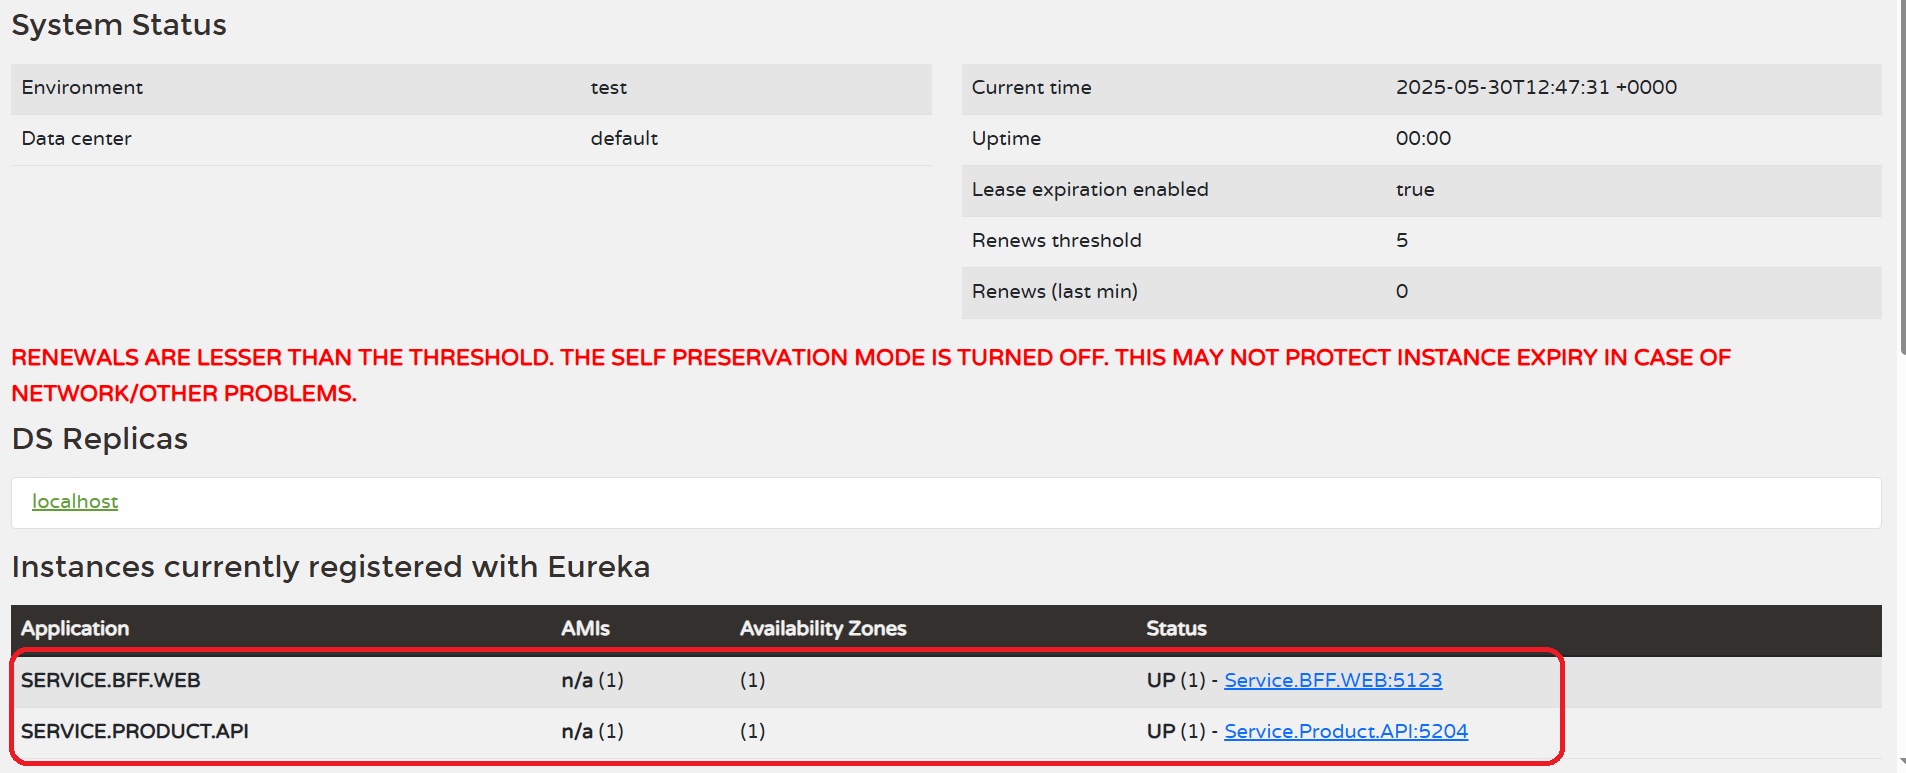 System Status
Environment test
Data center default
Current time 2025-05-30T12:47:31 +0000
Uptime 00:00
Lease expiration enabled true
Renews threshold 5
Renews (last min) 0
RENEWALS ARE LESSER THAN THE THRESHOLD. THE SELF PRESERVATION MODE IS TURNED OFF. THIS MAY NOT PROTECT INSTANCE EXPIRY IN CASE OF
NETWORK/OTHER PROBLEMS.
DS Replicas
localhost
Instances currently registered with Eureka
Application AMIs Availability Zones Status
SERVICE.BFF.WEB n/a (1) (1) UP (1) - Service.BFF.WEB:5123
SERVICE.PRODUCT.API n/a (1) (1) UP (1) - Service.Product.API:5204